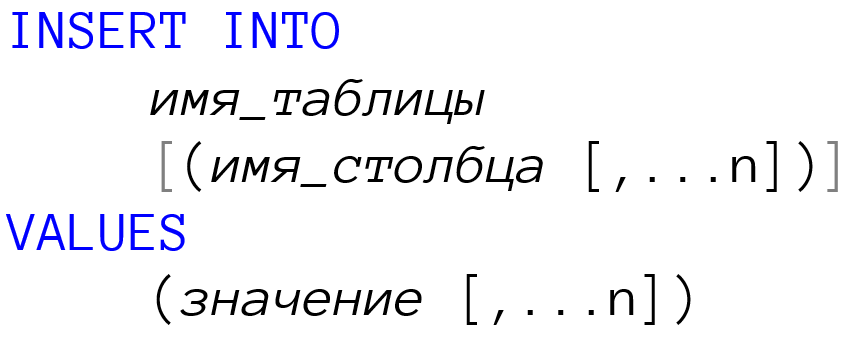 INSERT INTO
имя_таблицы
[(имя_столбца [,...n])]
VALUES
(значение [,...n])